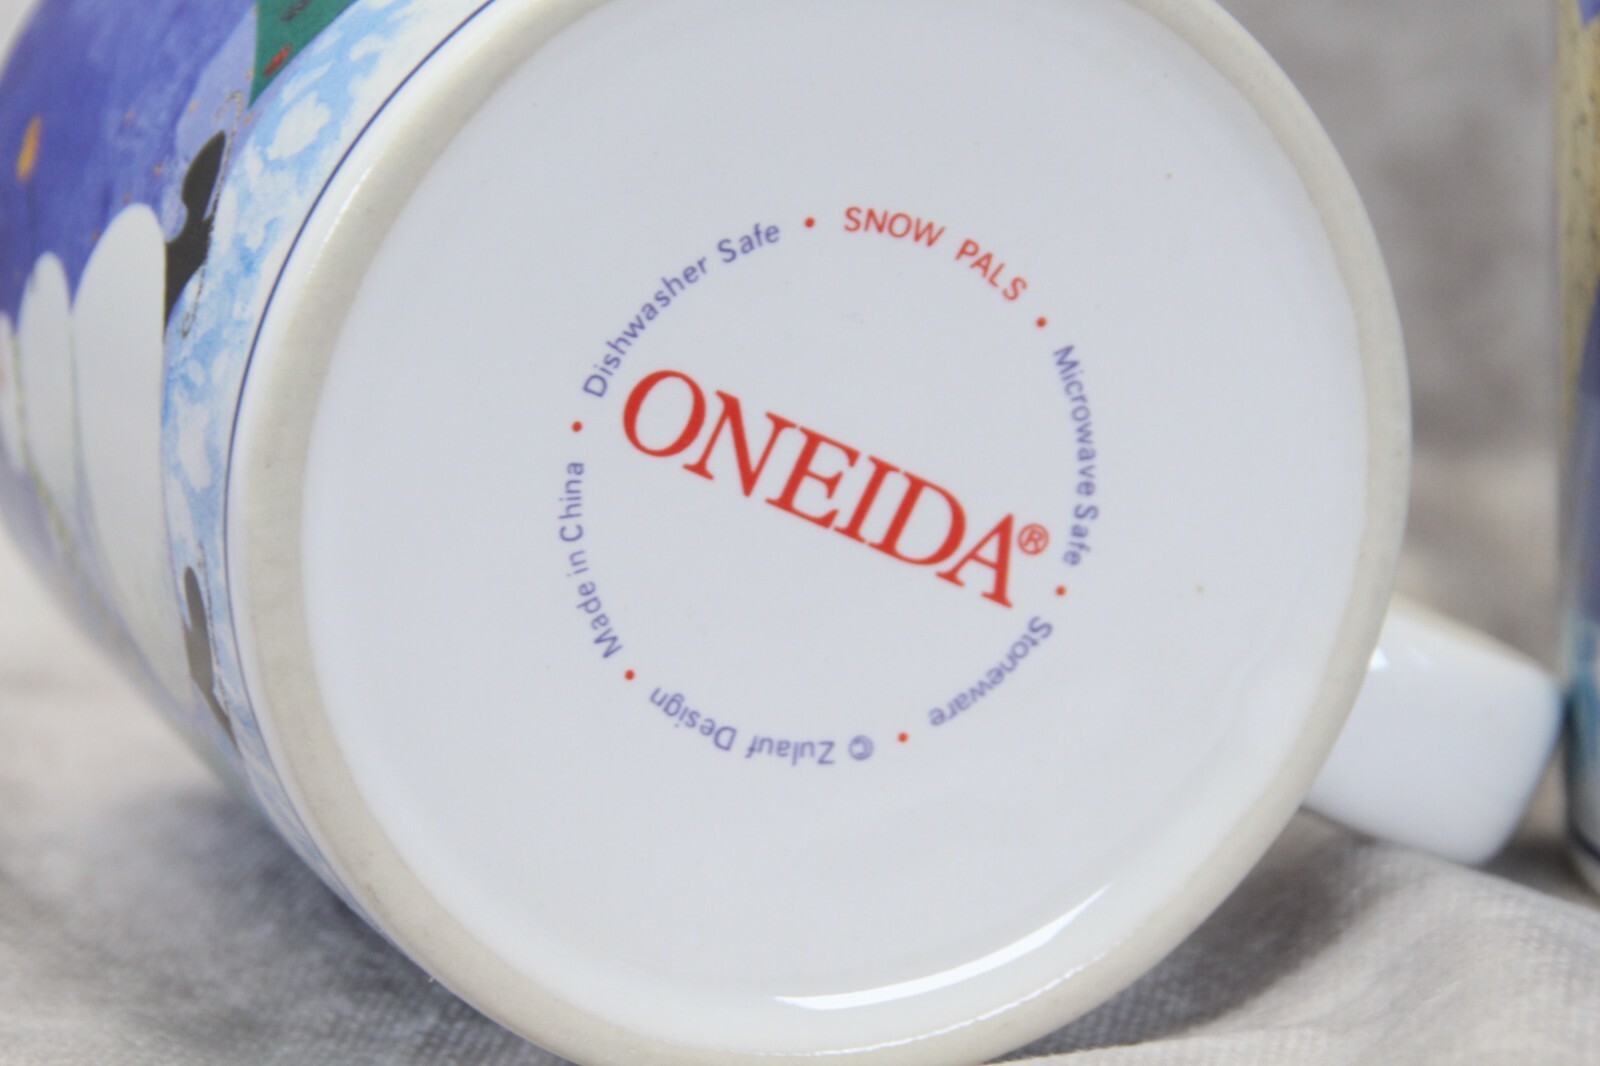 SNOW PALS • Microwave Safe • Stoneware • © Zulauf Design • Made in China • Dishwasher Safe •
ONEIDA®